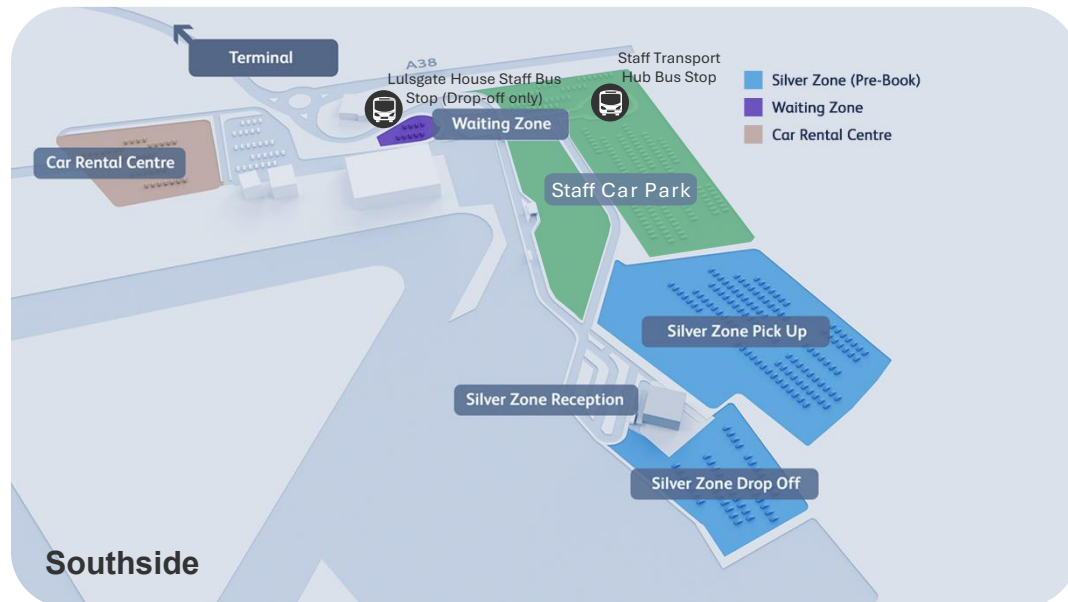 Terminal
A38
Staff Transport
Hub Bus Stop
Lulsgate House Staff Bus
Stop (Drop-off only)
Silver Zone (Pre-Book)
Waiting Zone
Car Rental Centre
Waiting Zone
Car Rental Centre
Staff Car Park
Silver Zone Pick Up
Silver Zone Reception
Silver Zone Drop Off
Southside